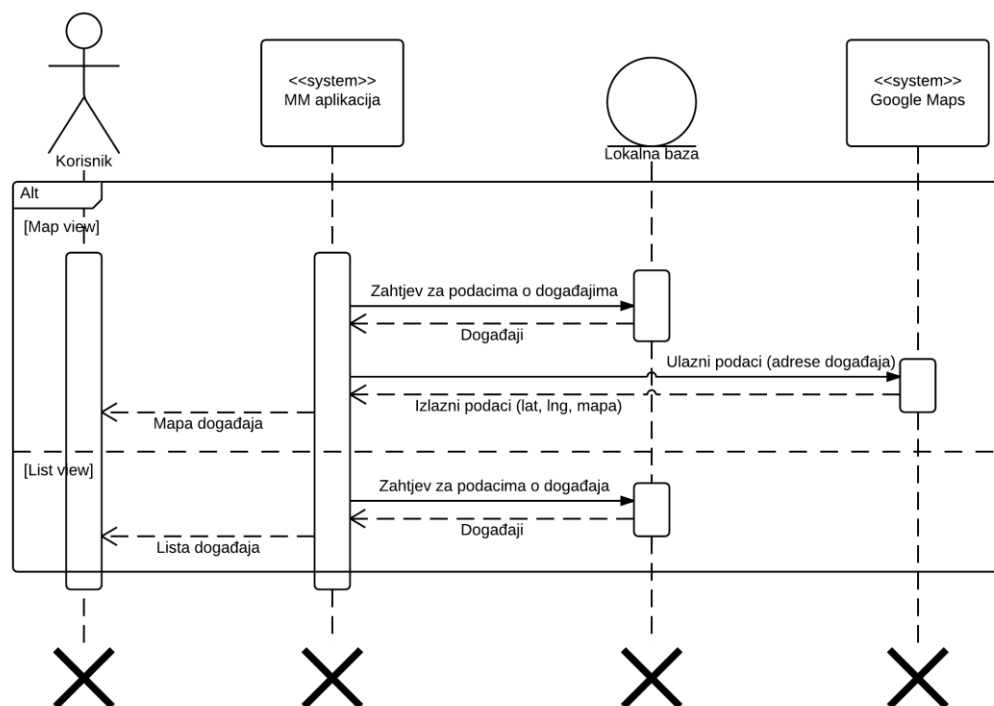 <<system>>
MM aplikacija
<<system>>
Google Maps
Korisnik
Lokalna baza
Alt
[Map view]
Zahtjev za podacima o događajima
Događaji
Ulazni podaci (adrese događaja)
Izlazni podaci (lat, lng, mapa)
Mapa događaja
[List view]
Zahtjev za podacima o događaja
Događaji
Lista događaja